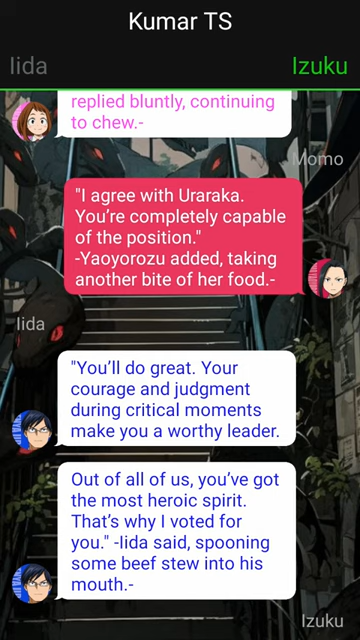 Kumar TS
Iida
Izuku
replied bluntly, continuing
to chew.-
Momo
"I agree with Uraraka.
You're completely capable
of the position."
-Yaoyorozu added, taking
another bite of her food.-
Iida
"You'll do great. Your
courage and judgment
during critical moments
make you a worthy leader.
Out of all of us, you've got
the most heroic spirit.
That's why I voted for
you." -Iida said, spooning
some beef stew into his
mouth.-
Izuku